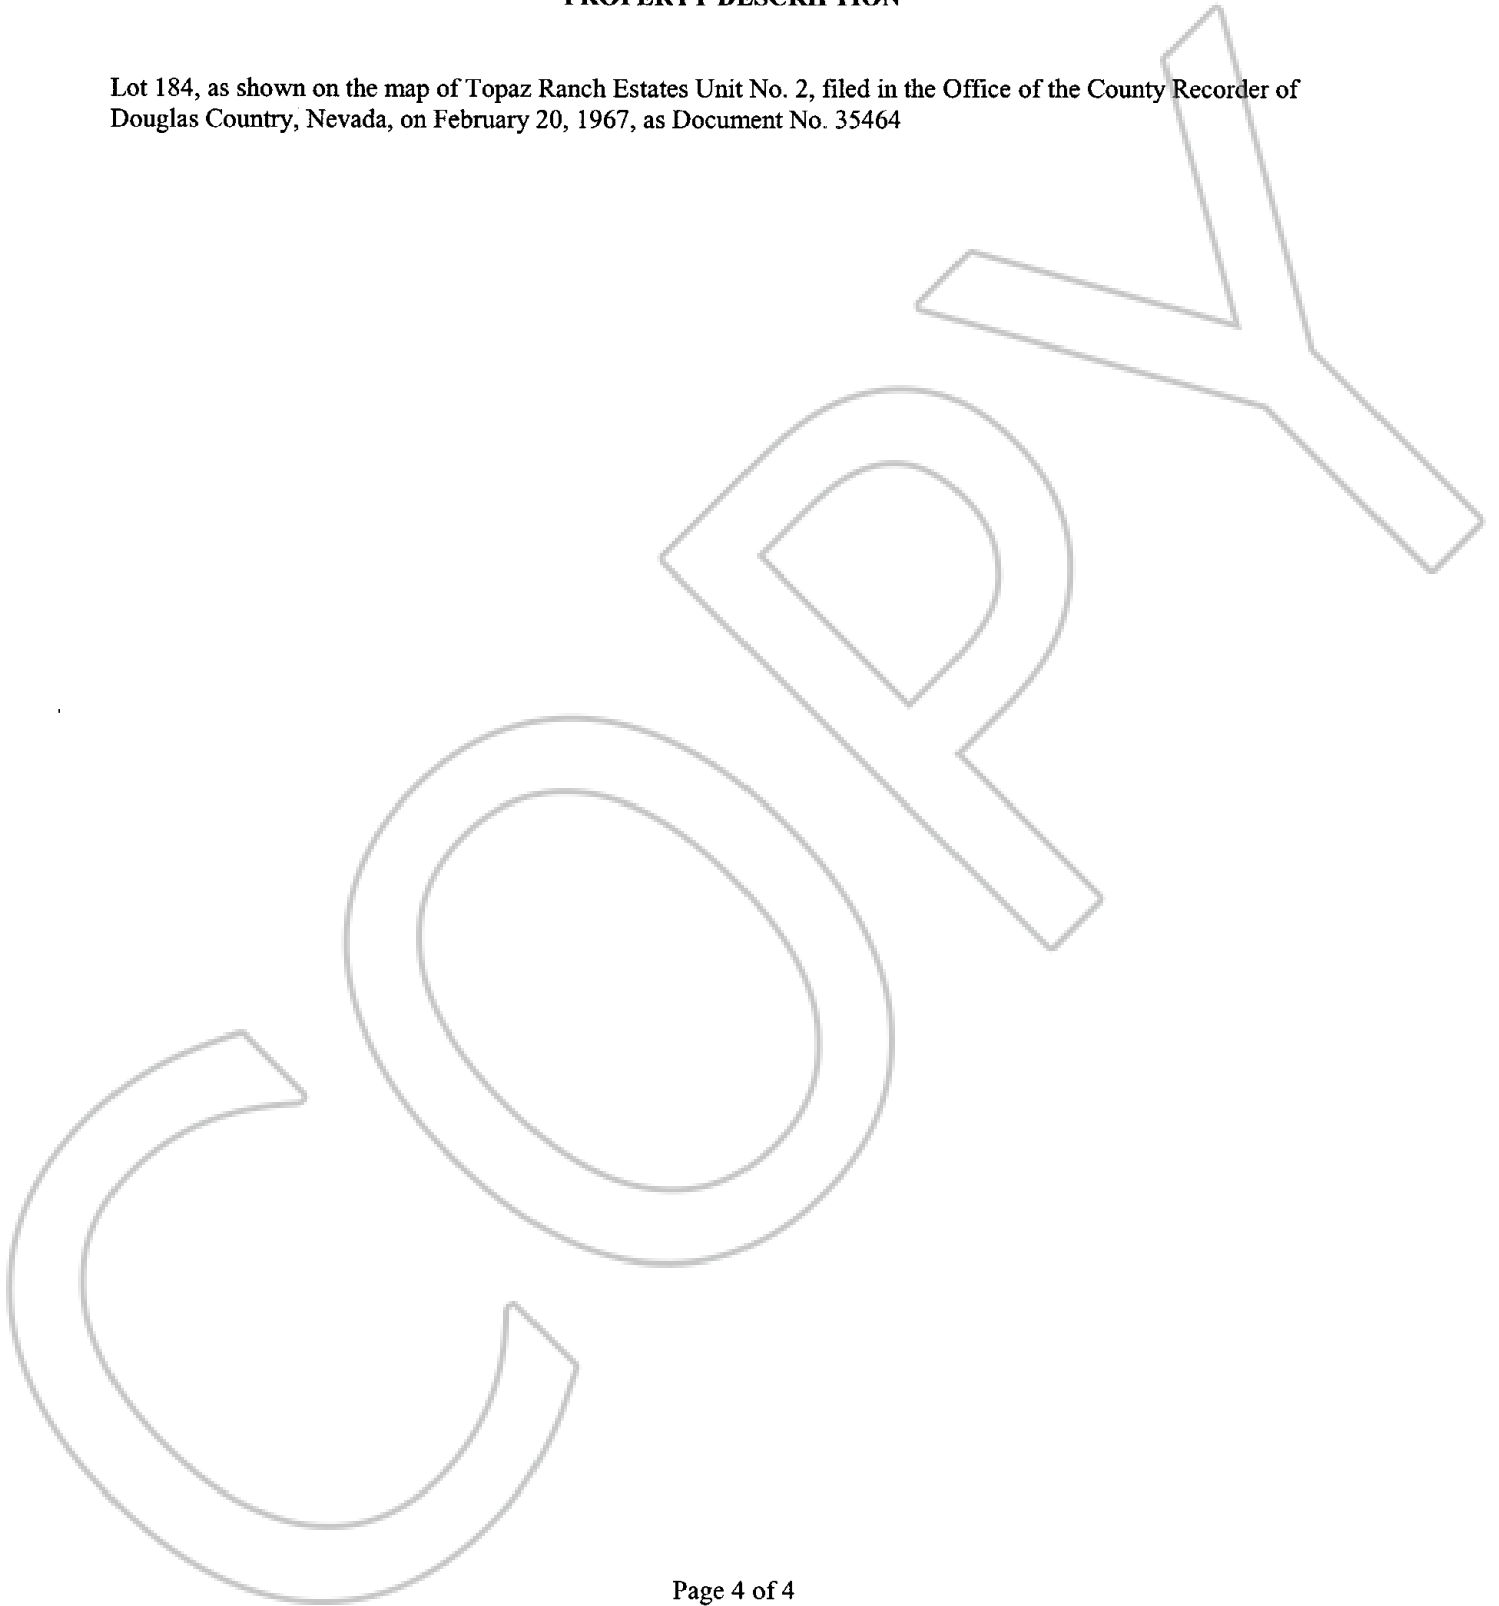 PROPERTY DESCRIPTION
Lot 184, as shown on the map of Topaz Ranch Estates Unit No. 2, filed in the Office of the County Recorder of
Douglas Country, Nevada, on February 20, 1967, as Document No. 35464
COPY
Page 4 of 4